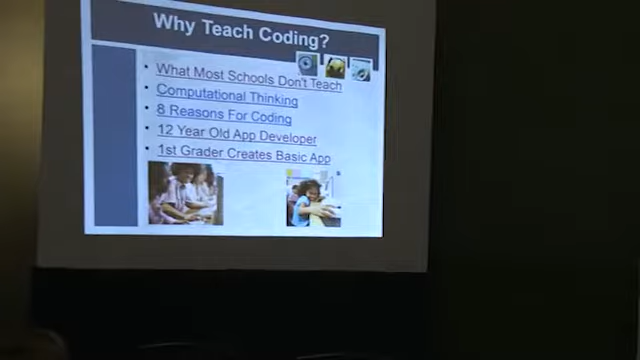 Why Teach Coding?
• What Most Schools Don't Teach
• Computational Thinking
• 8 Reasons For Coding
• 12 Year Old App Developer
• 1st Grader Creates Basic App